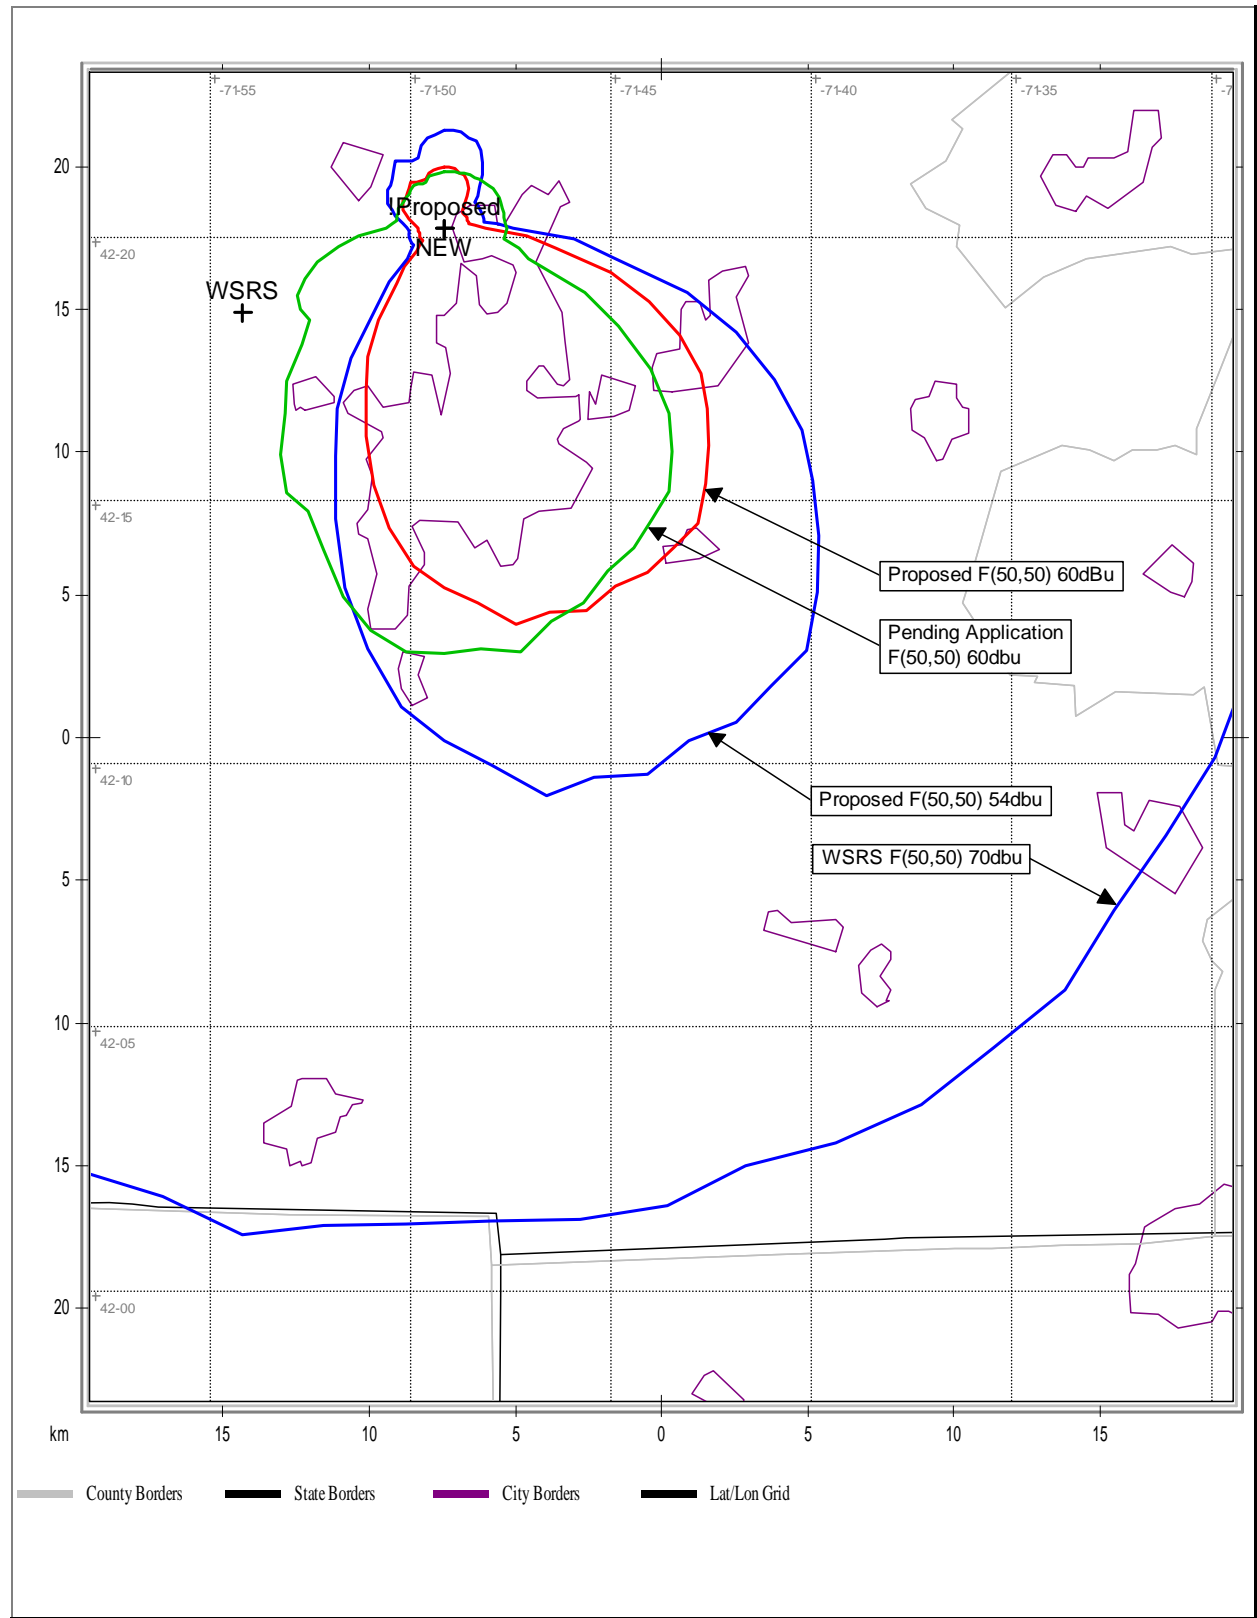 -71-55
-71-50
-71-45
-71-40
-71-35
-7
20
!Proposed
42-20
NEW
WSRS
15
10
42-15
Proposed F(50,50) 60dBu
5
Pending Application
F(50,50) 60dbu
0
42-10
Proposed F(50,50) 54dbu
WSRS F(50,50) 70dbu
5
10
42-05
15
42-00
20
km
15
10
5
0
5
10
15
County Borders
State Borders
City Borders
Lat/Lon Grid